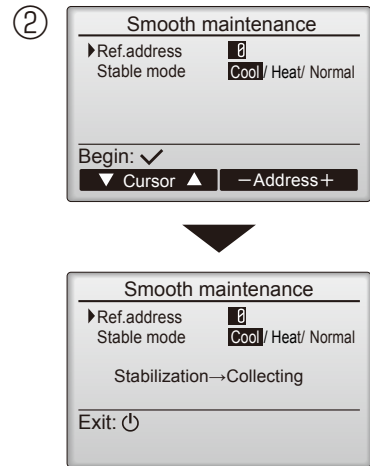 ②
Smooth maintenance
Ref.address 0
Stable mode Cool / Heat/ Normal
Begin: ✓
▼ Cursor ▲ −Address+
Smooth maintenance
Ref.address 0
Stable mode Cool / Heat/ Normal
Stabilization→Collecting
Exit: ⏻